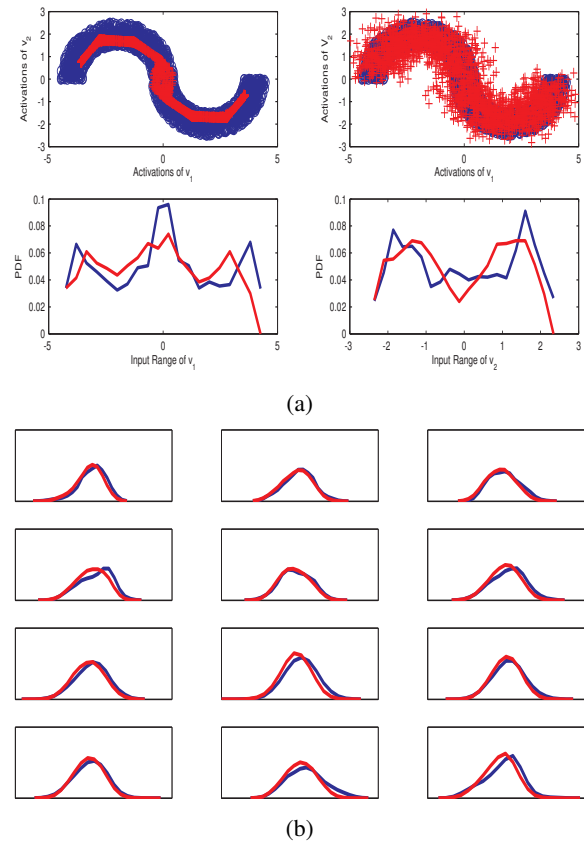 3
2
1
0
-1
-2
-3
Activations of v2
-5 0 5
Activations of v1
3
2
1
0
-1
-2
-3
Activations of V2
-5 0 5
Activations of v1
0.1
0.08
0.06
0.04
0.02
0
PDF
-5 0 5
Input Range of v1
0.1
0.08
0.06
0.04
0.02
0
PDF
-3 -2 -1 0 1 2 3
Input Range of v2
(a)
(b)